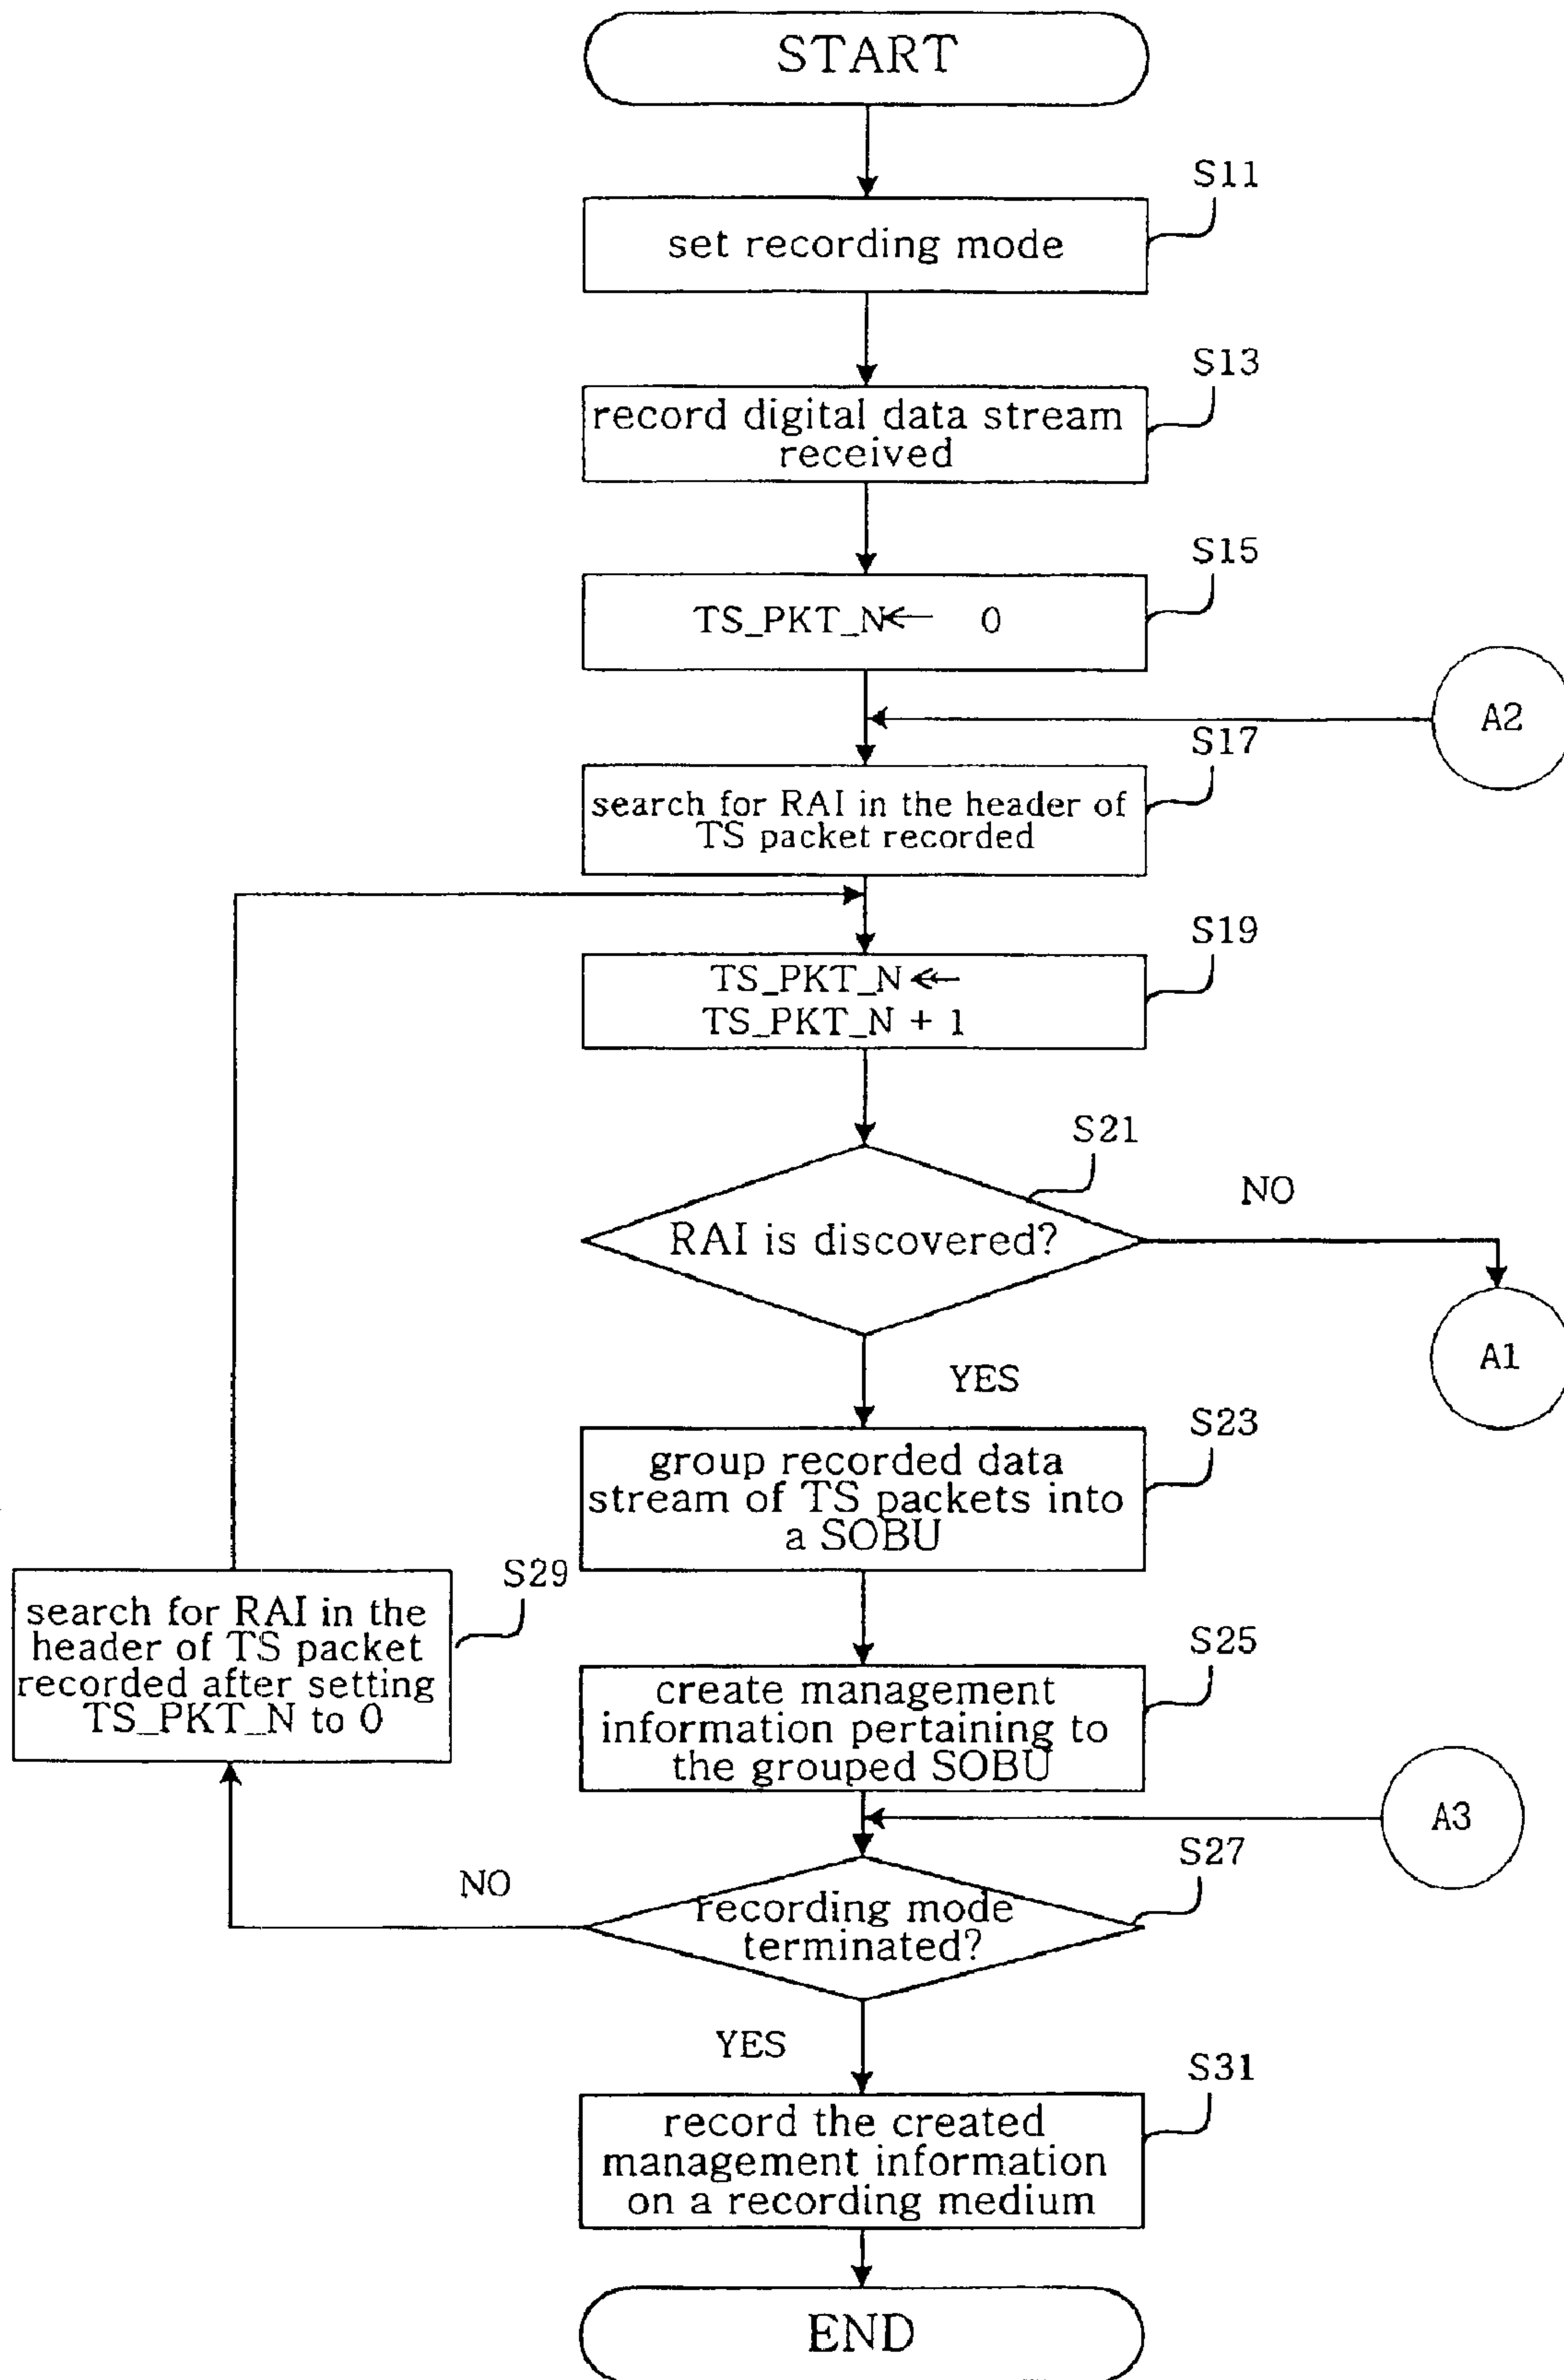 START
S11
set recording mode
S13
record digital data stream
received
S15
TS_PKT_N← 0
A2
S17
search for RAI in the header of
TS packet recorded
S19
TS_PKT_N ←
TS_PKT_N + 1
S21
NO
RAI is discovered?
A1
YES
S23
group recorded data
stream of TS packets into
a SOBU
S29
search for RAI in the
header of TS packet
recorded after setting
TS_PKT_N to 0
S25
create management
information pertaining to
the grouped SOBU
A3
S27
NO
recording mode
terminated?
YES
S31
record the created
management information
on a recording medium
END